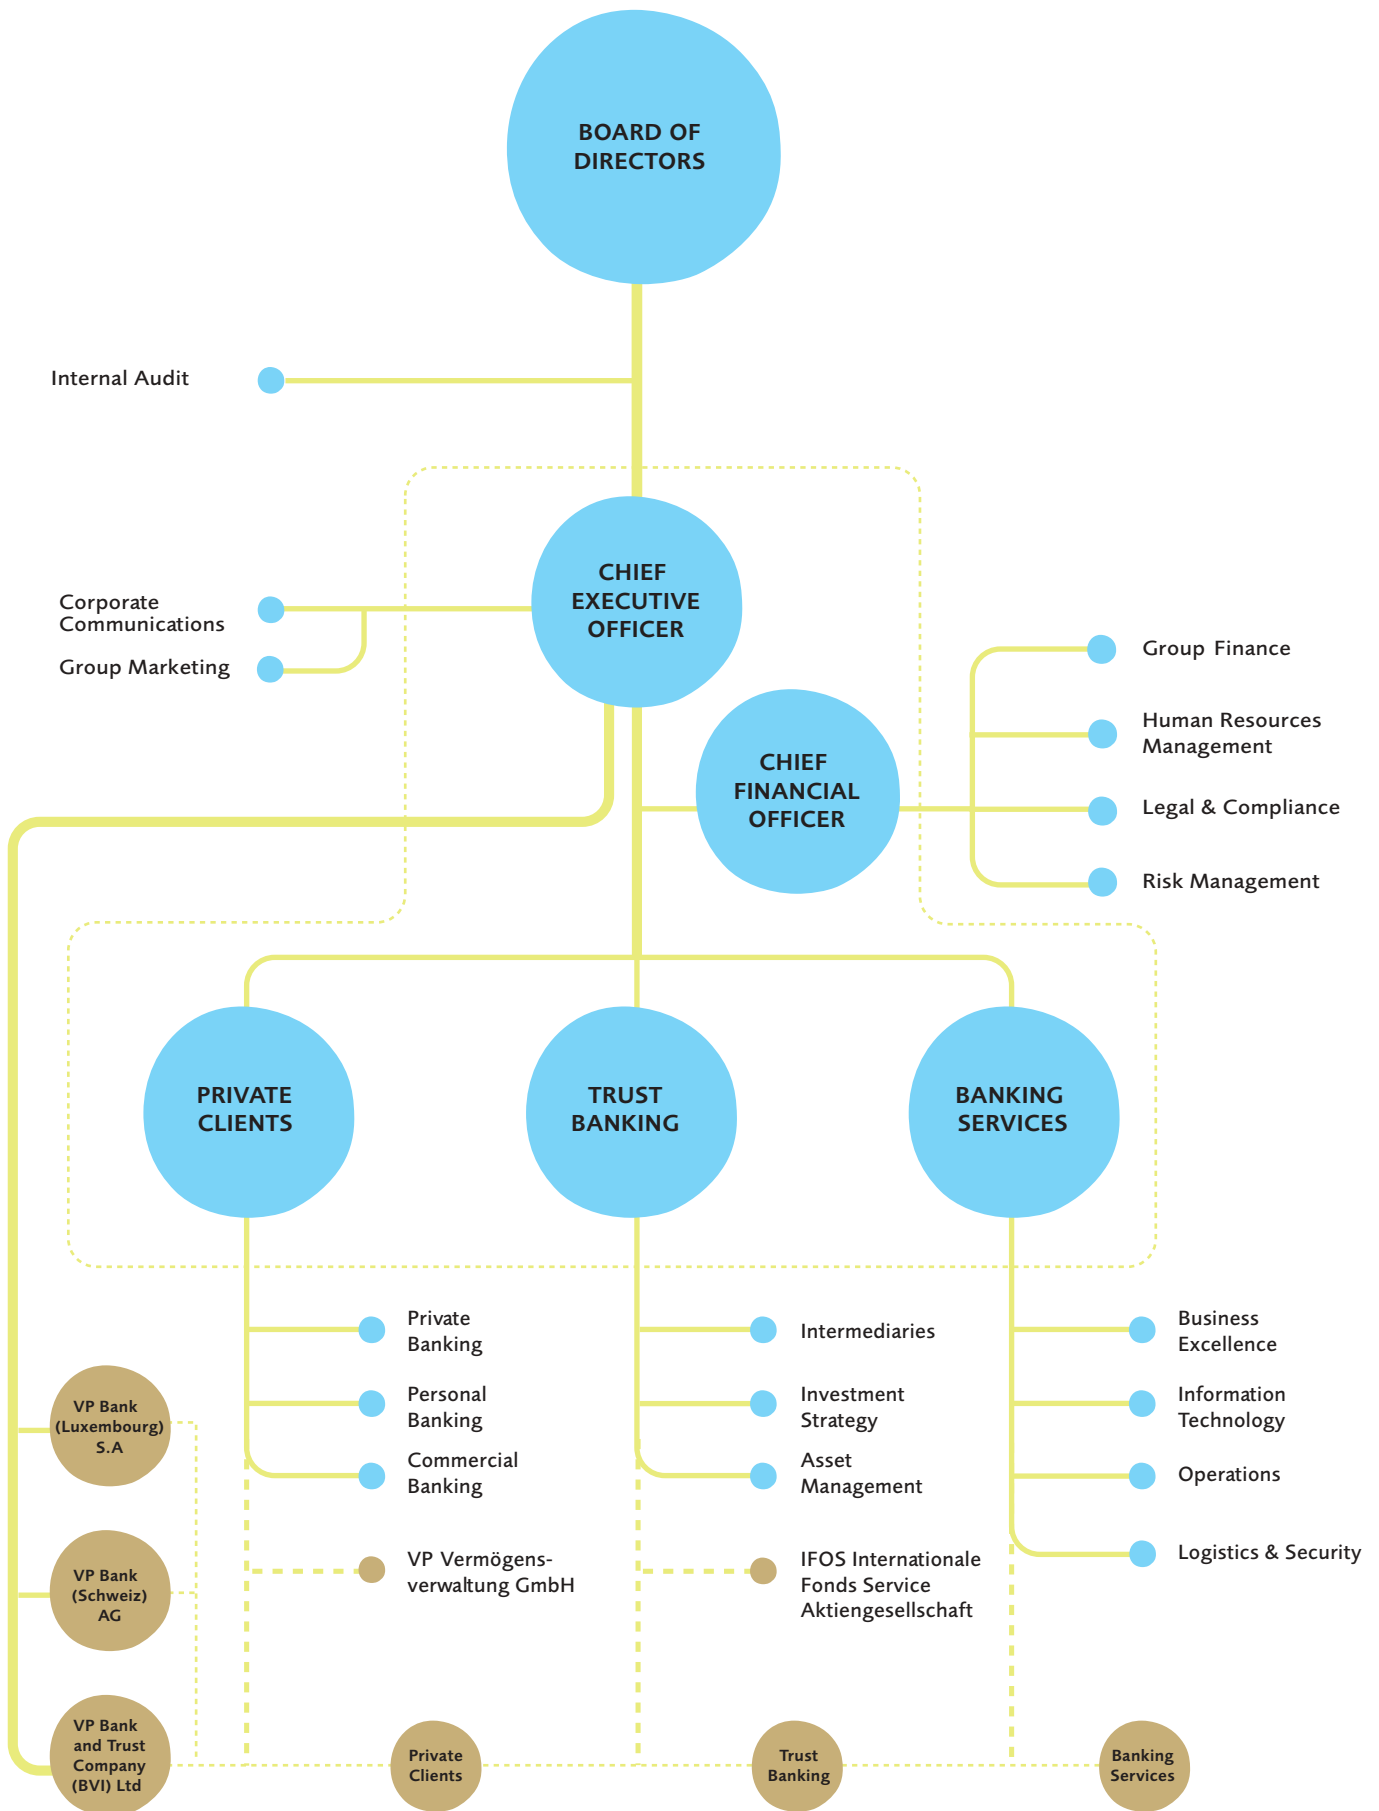 BOARD OF
DIRECTORS
Internal Audit
CHIEF
EXECUTIVE
OFFICER
Corporate
Communications
Group Marketing
CHIEF
FINANCIAL
OFFICER
Group Finance
Human Resources
Management
Legal & Compliance
Risk Management
PRIVATE
CLIENTS
TRUST
BANKING
BANKING
SERVICES
Private
Banking
Personal
Banking
Commercial
Banking
VP Vermögens-
verwaltung GmbH
Intermediaries
Investment
Strategy
Asset
Management
IFOS Internationale
Fonds Service
Aktiengesellschaft
Business
Excellence
Information
Technology
Operations
Logistics & Security
VP Bank
(Luxembourg)
S.A
VP Bank
(Schweiz)
AG
VP Bank
and Trust
Company
(BVI) Ltd
Private
Clients
Trust
Banking
Banking
Services